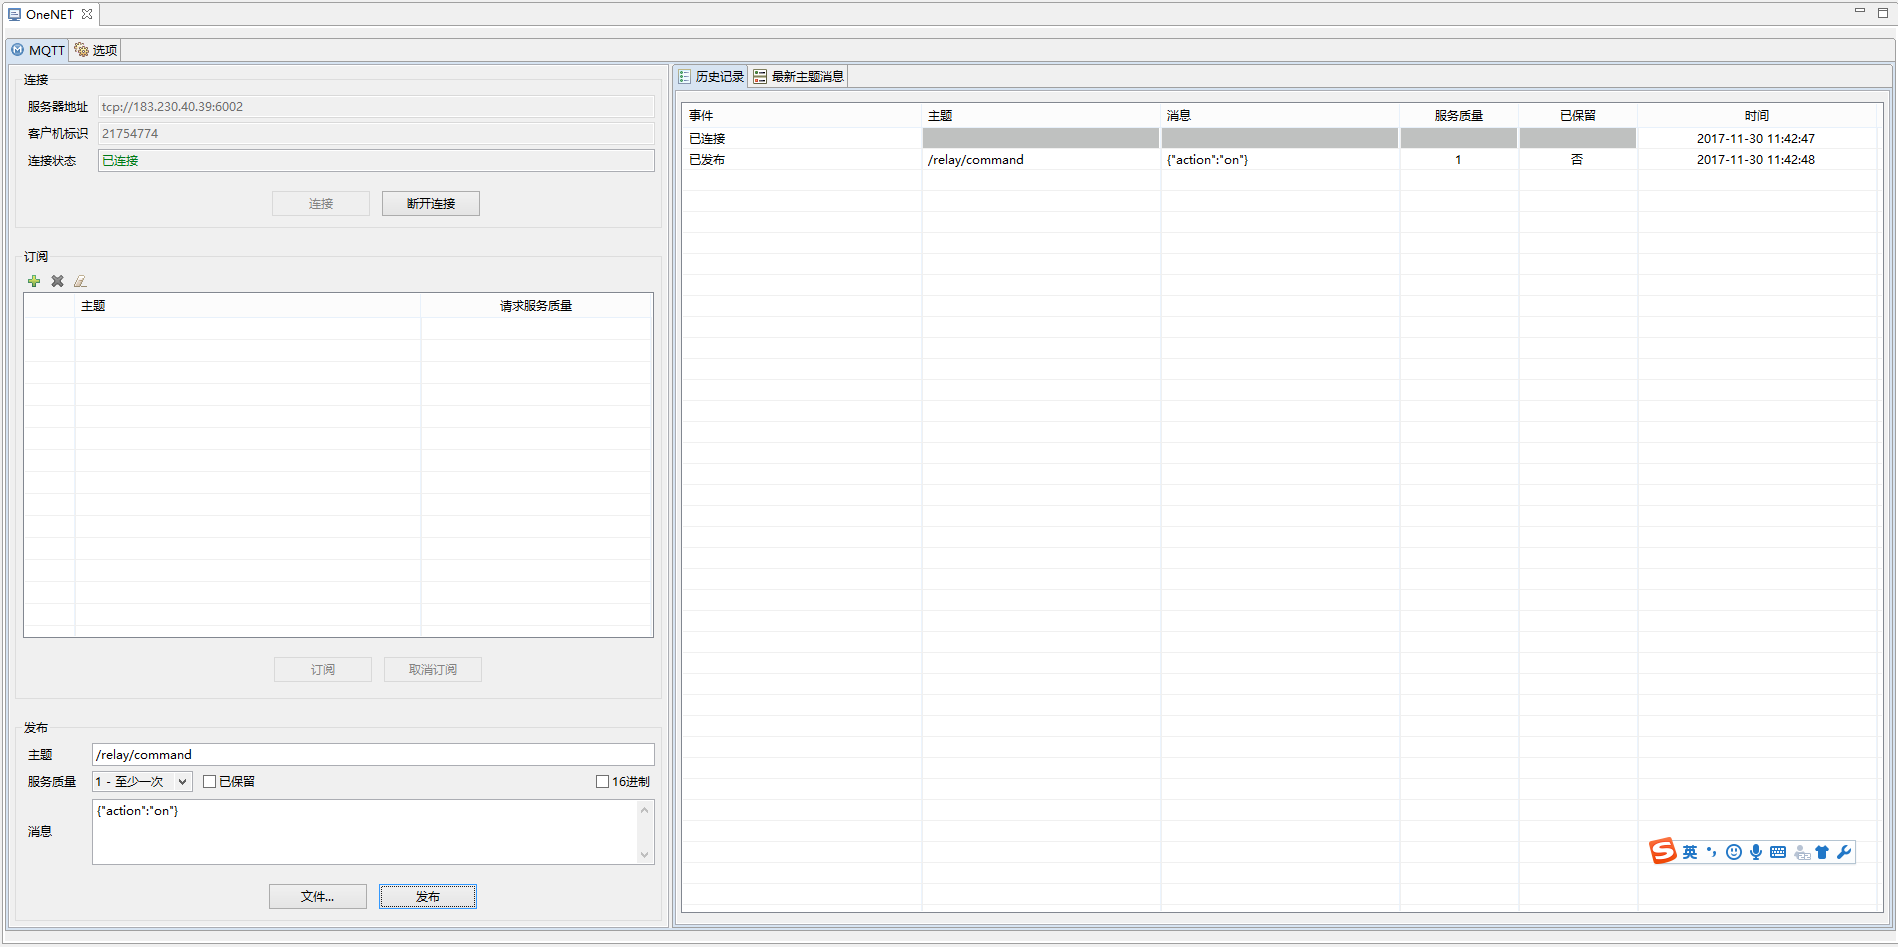 OneNET
MQTT 选项
连接
服务器地址 tcp://183.230.40.39:6002
客户机标识 21754774
连接状态 已连接
连接 断开连接
订阅
主题 请求服务质量
订阅 取消订阅
发布
主题 /relay/command
服务质量 1 - 至少一次 已保留 16进制
消息 {"action":"on"}
文件... 发布
历史记录 最新主题消息
事件 主题 消息 服务质量 已保留 时间
已连接 2017-11-30 11:42:47
已发布 /relay/command {"action":"on"} 1 否 2017-11-30 11:42:48
S 英